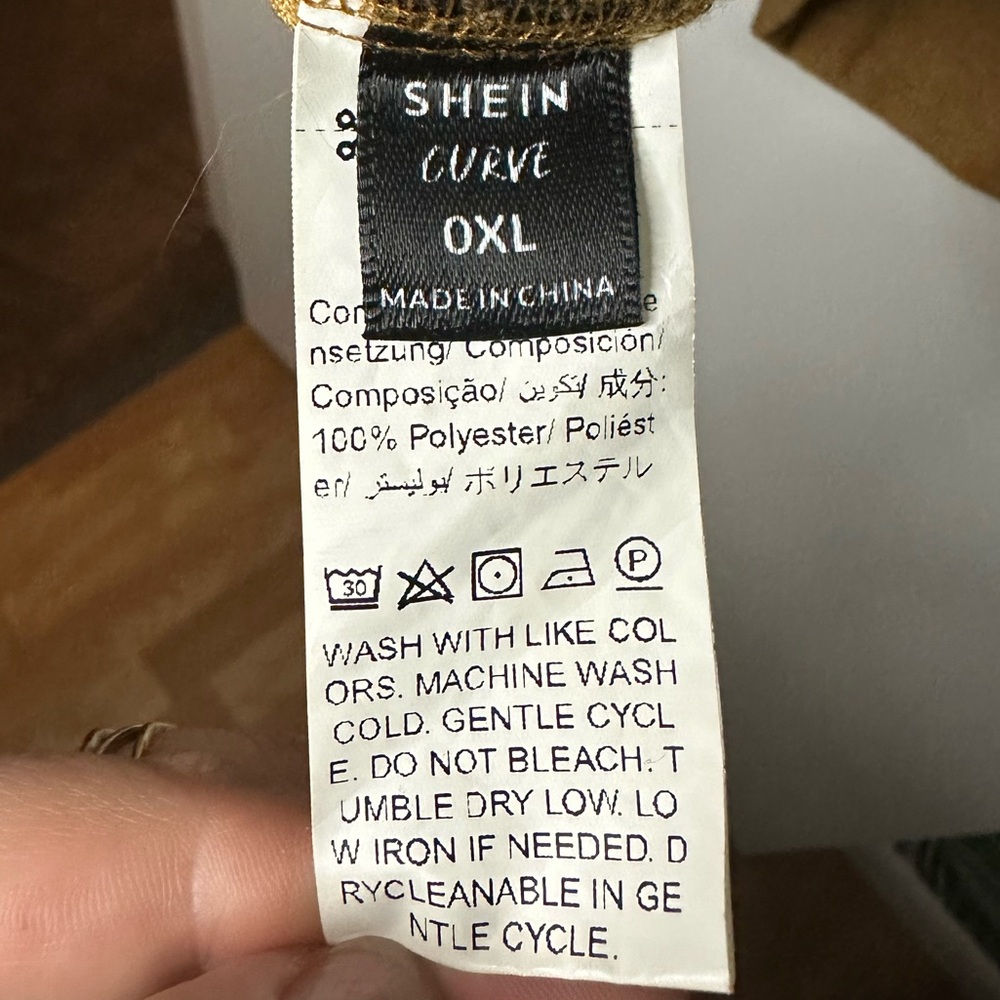 SHEIN
CURVE
0XL
MADE IN CHINA
nsetzung/ Composición/
Composição/ تكوين/ 成分:
100% Polyester/ Poliést
er/ بوليستر/ ポリエステル
30
P
WASH WITH LIKE COL
ORS. MACHINE WASH
COLD. GENTLE CYCL
E. DO NOT BLEACH. T
UMBLE DRY LOW. LO
W IRON IF NEEDED. D
RYCLEANABLE IN GE
NTLE CYCLE.